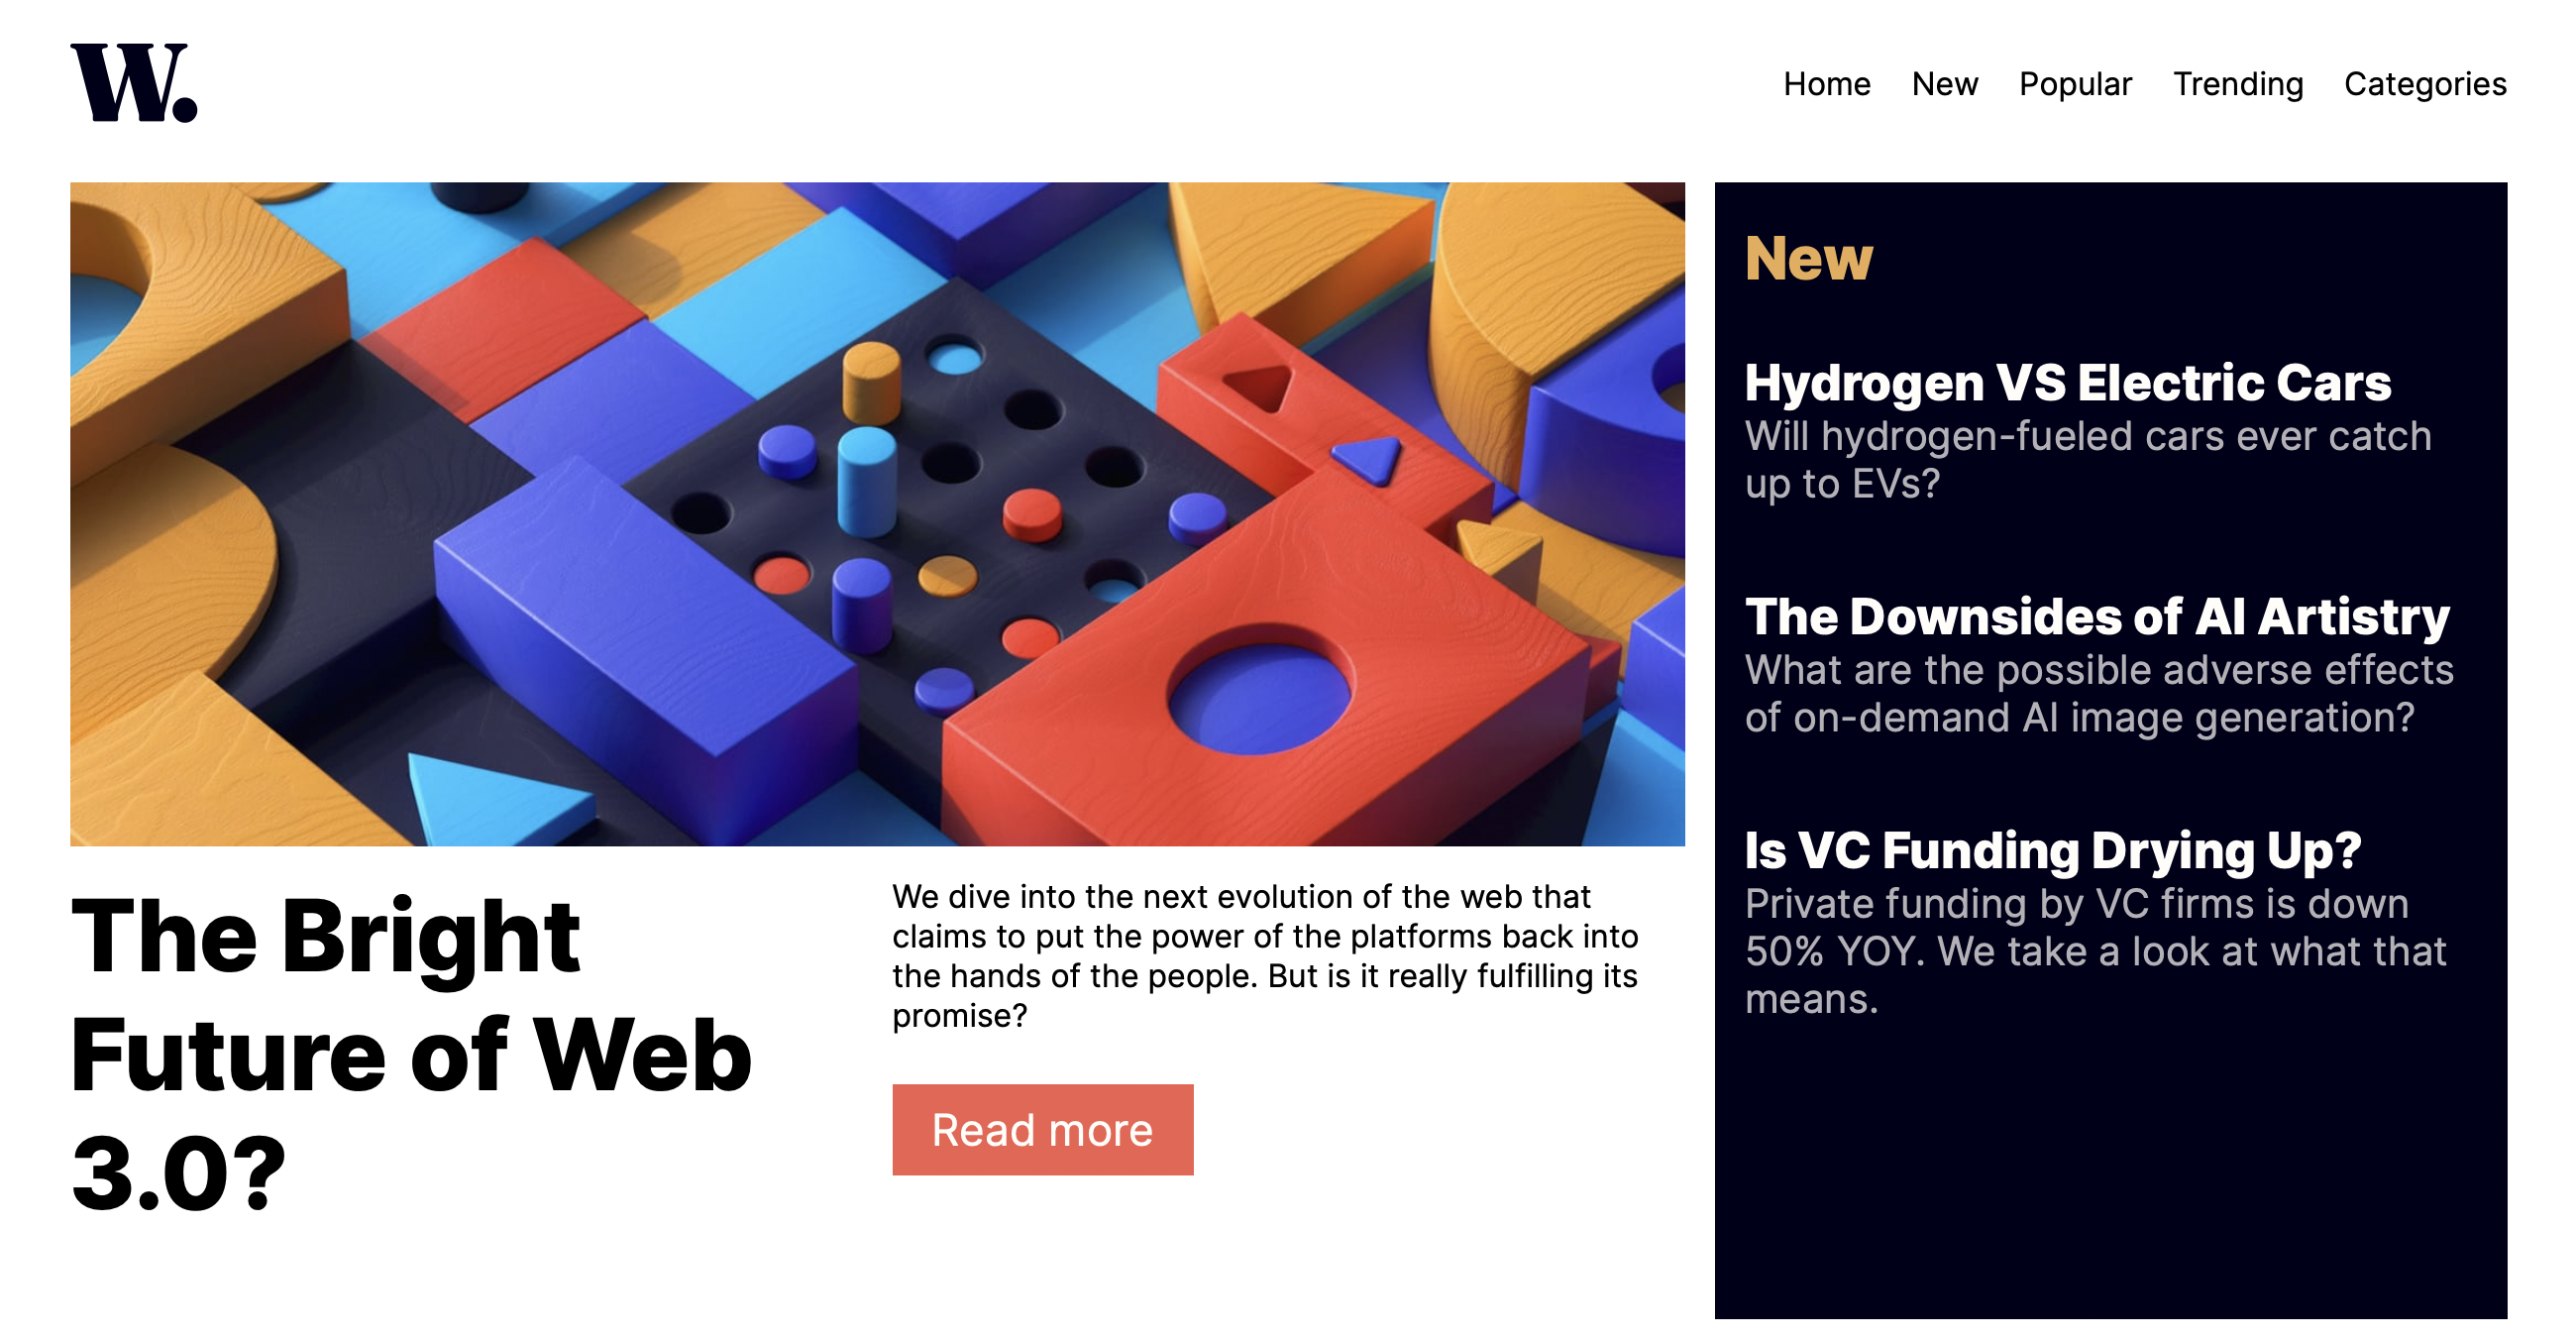 W.
Home New Popular Trending Categories
The Bright
Future of Web
3.0?
We dive into the next evolution of the web that
claims to put the power of the platforms back into
the hands of the people. But is it really fulfilling its
promise?
Read more
New
Hydrogen VS Electric Cars
Will hydrogen-fueled cars ever catch
up to EVs?
The Downsides of AI Artistry
What are the possible adverse effects
of on-demand AI image generation?
Is VC Funding Drying Up?
Private funding by VC firms is down
50% YOY. We take a look at what that
means.